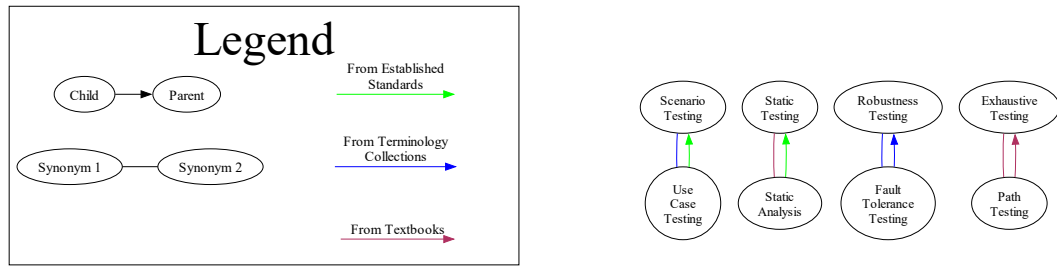 Legend
Child
Parent
From Established
Standards
From Terminology
Collections
Synonym 1
Synonym 2
From Textbooks
Scenario
Testing
Static
Testing
Robustness
Testing
Exhaustive
Testing
Use
Case
Testing
Static
Analysis
Fault
Tolerance
Testing
Path
Testing